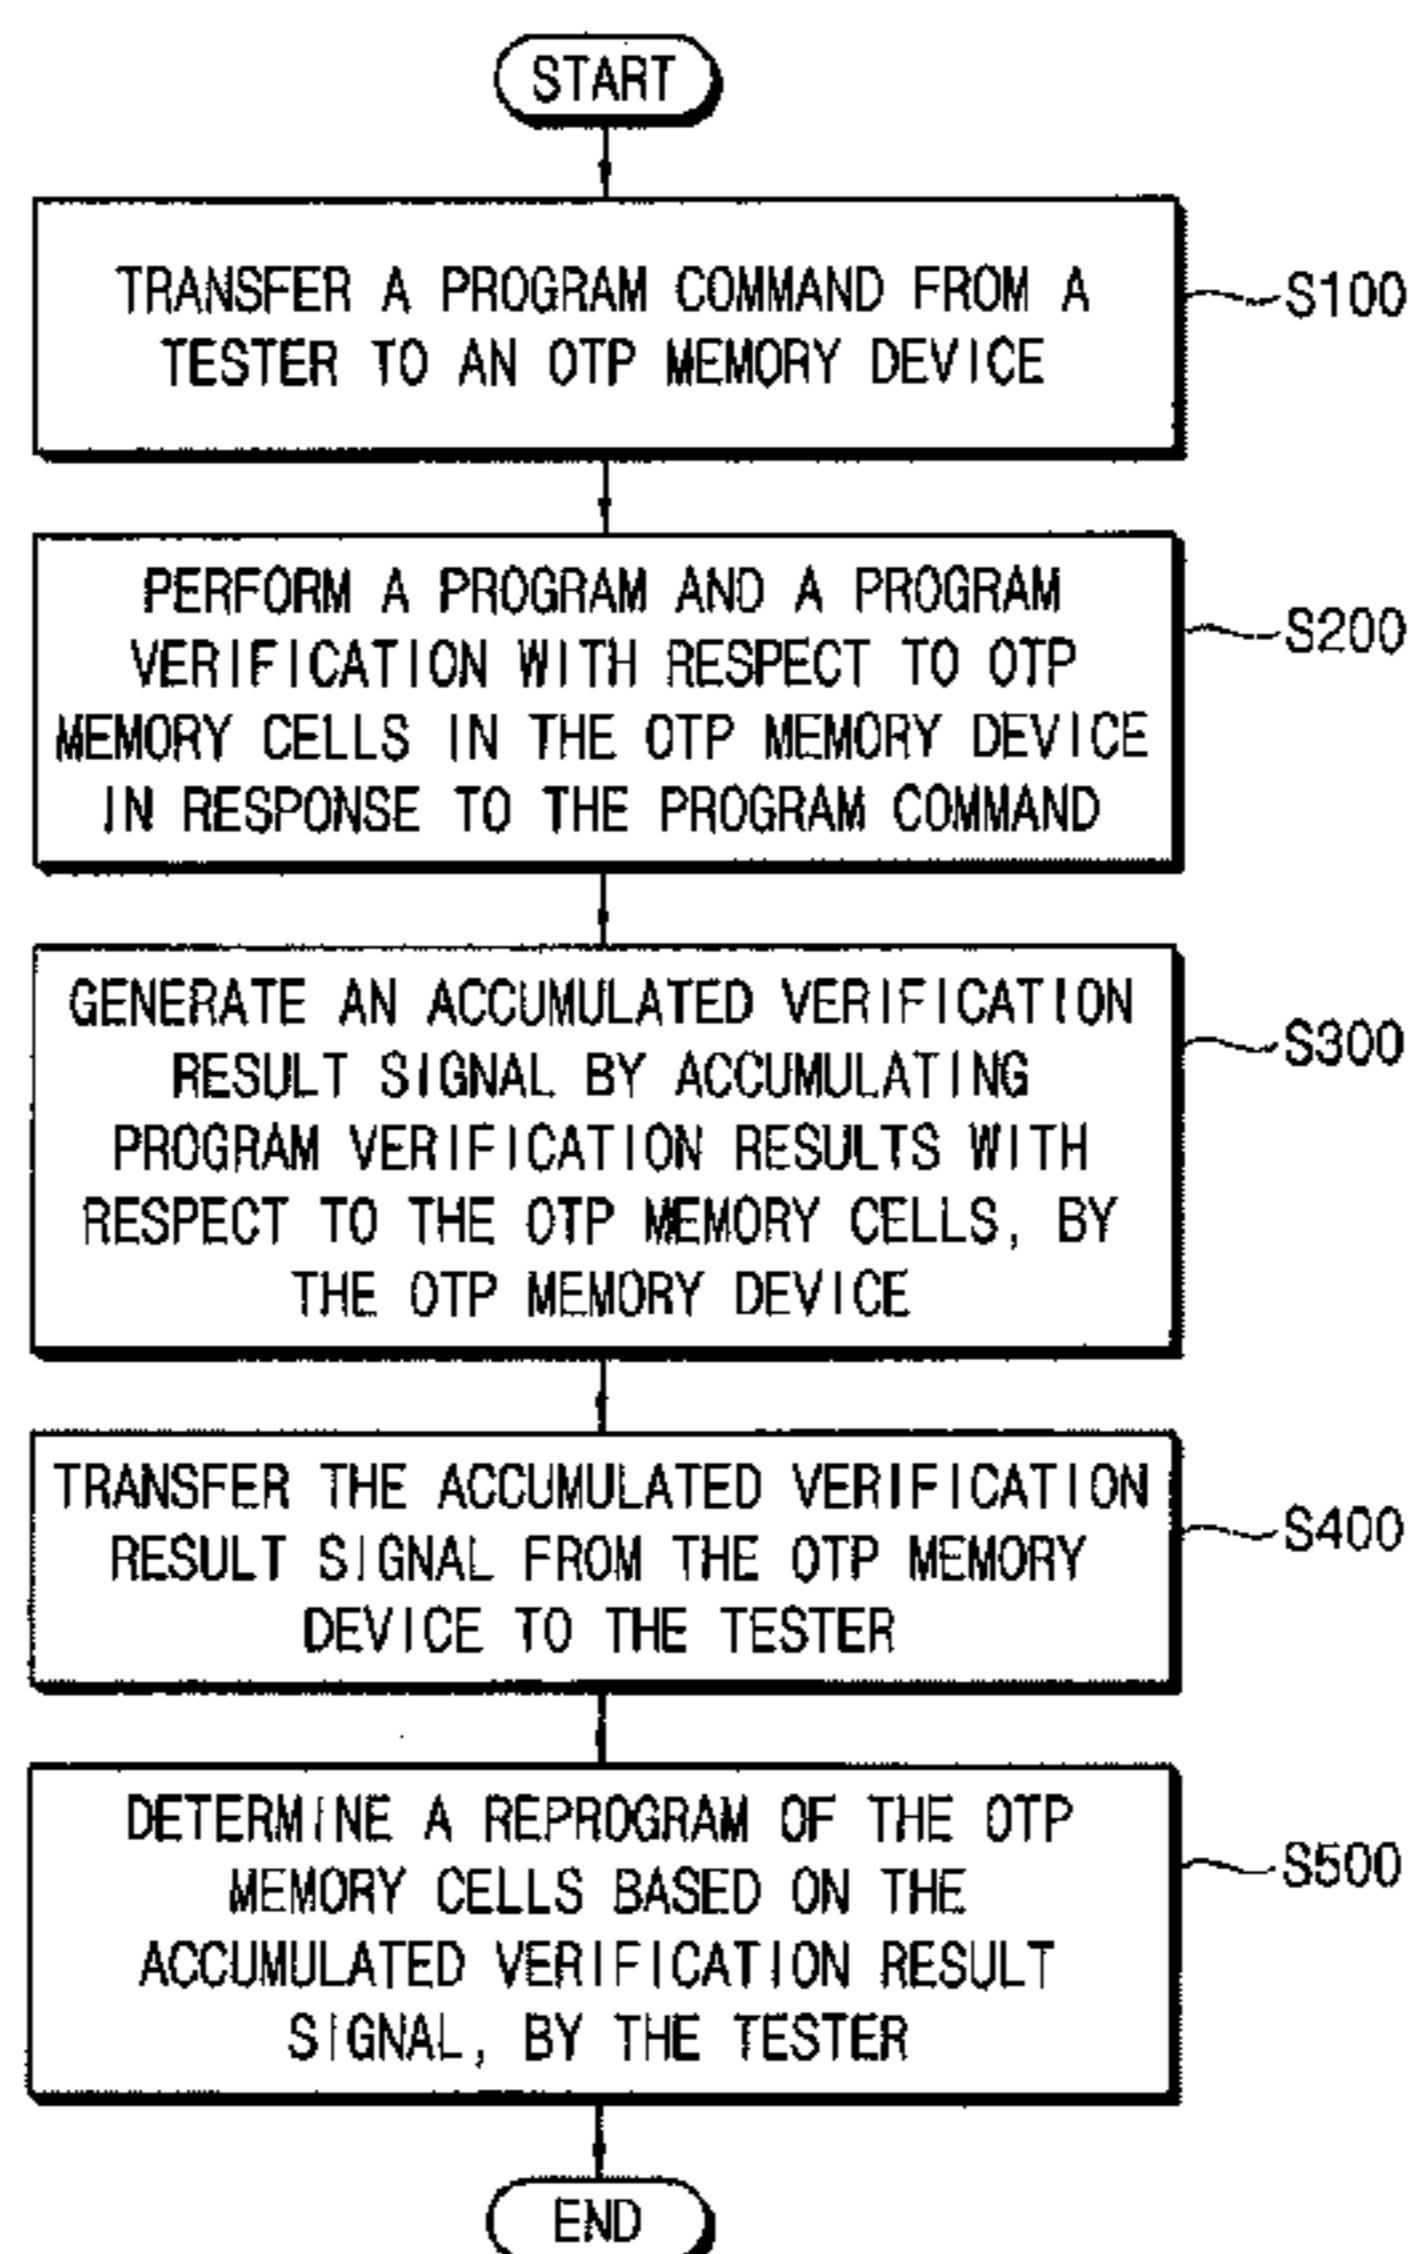 START
TRANSFER A PROGRAM COMMAND FROM A
TESTER TO AN OTP MEMORY DEVICE
S100
PERFORM A PROGRAM AND A PROGRAM
VERIFICATION WITH RESPECT TO OTP
MEMORY CELLS IN THE OTP MEMORY DEVICE
IN RESPONSE TO THE PROGRAM COMMAND
S200
GENERATE AN ACCUMULATED VERIFICATION
RESULT SIGNAL BY ACCUMULATING
PROGRAM VERIFICATION RESULTS WITH
RESPECT TO THE OTP MEMORY CELLS, BY
THE OTP MEMORY DEVICE
S300
TRANSFER THE ACCUMULATED VERIFICATION
RESULT SIGNAL FROM THE OTP MEMORY
DEVICE TO THE TESTER
S400
DETERMINE A REPROGRAM OF THE OTP
MEMORY CELLS BASED ON THE
ACCUMULATED VERIFICATION RESULT
SIGNAL, BY THE TESTER
S500
END